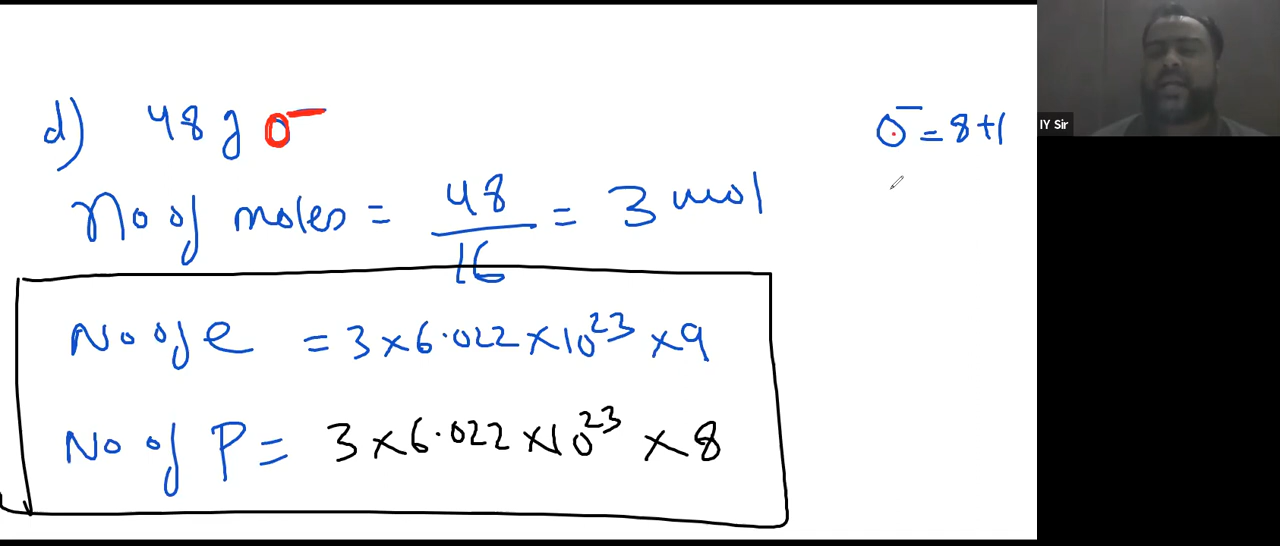 d) 48 g O⁻
O⁻ = 8+1
IY Sir
No of moles = 48/16 = 3 mol
No of e = 3×6.022×10²³ ×9
No of P = 3×6.022×10²³ ×8